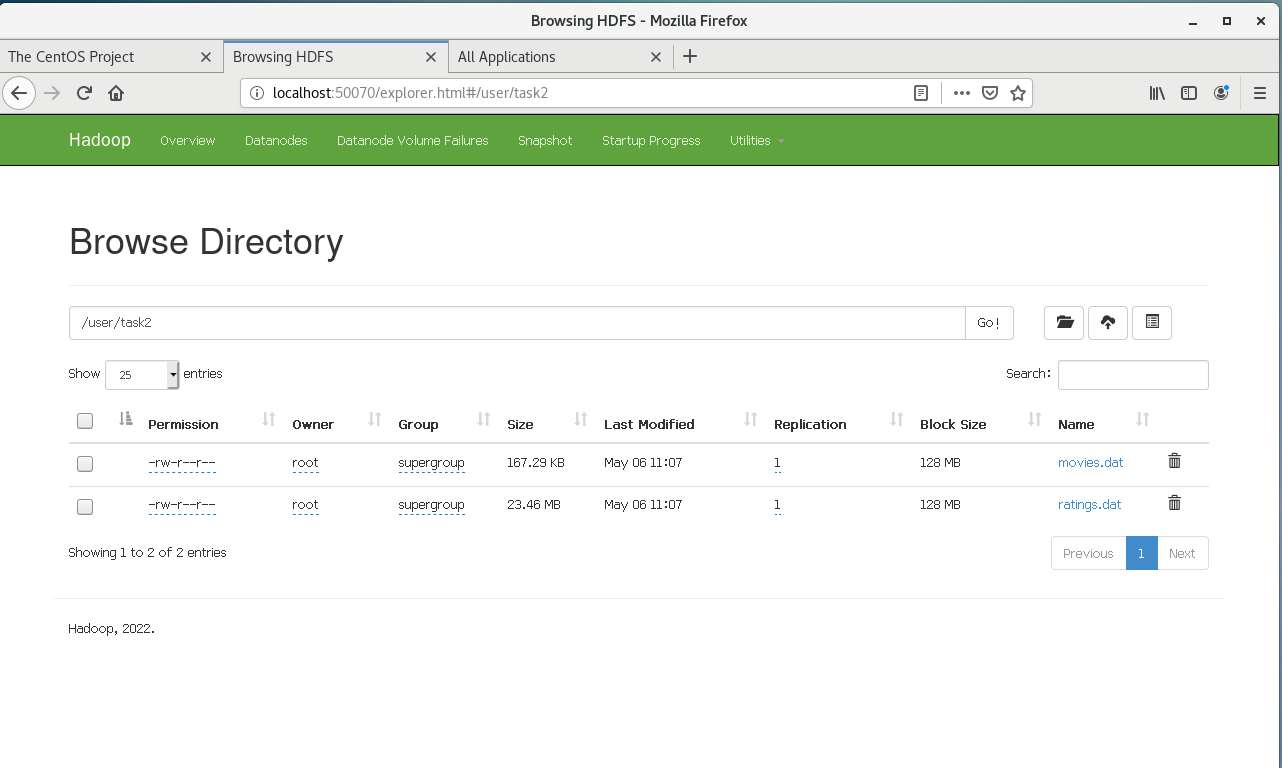 Browsing HDFS - Mozilla Firefox
The CentOS Project
Browsing HDFS
All Applications
localhost:50070/explorer.html#/user/task2
Hadoop Overview Datanodes Datanode Volume Failures Snapshot Startup Progress Utilities
Browse Directory
/user/task2 Go!
Show 25 entries Search:
Permission Owner Group Size Last Modified Replication Block Size Name
-rw-r--r-- root supergroup 167.29 KB May 06 11:07 1 128 MB movies.dat
-rw-r--r-- root supergroup 23.46 MB May 06 11:07 1 128 MB ratings.dat
Showing 1 to 2 of 2 entries Previous 1 Next
Hadoop, 2022.